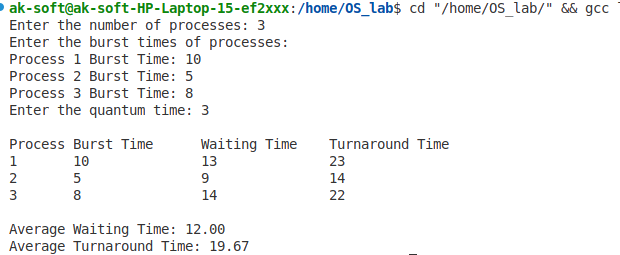 ak-soft@ak-soft-HP-Laptop-15-ef2xxx:/home/OS_lab$ cd "/home/OS_lab/" && gcc
Enter the number of processes: 3
Enter the burst times of processes:
Process 1 Burst Time: 10
Process 2 Burst Time: 5
Process 3 Burst Time: 8
Enter the quantum time: 3
Process Burst Time Waiting Time Turnaround Time
1 10 13 23
2 5 9 14
3 8 14 22
Average Waiting Time: 12.00
Average Turnaround Time: 19.67